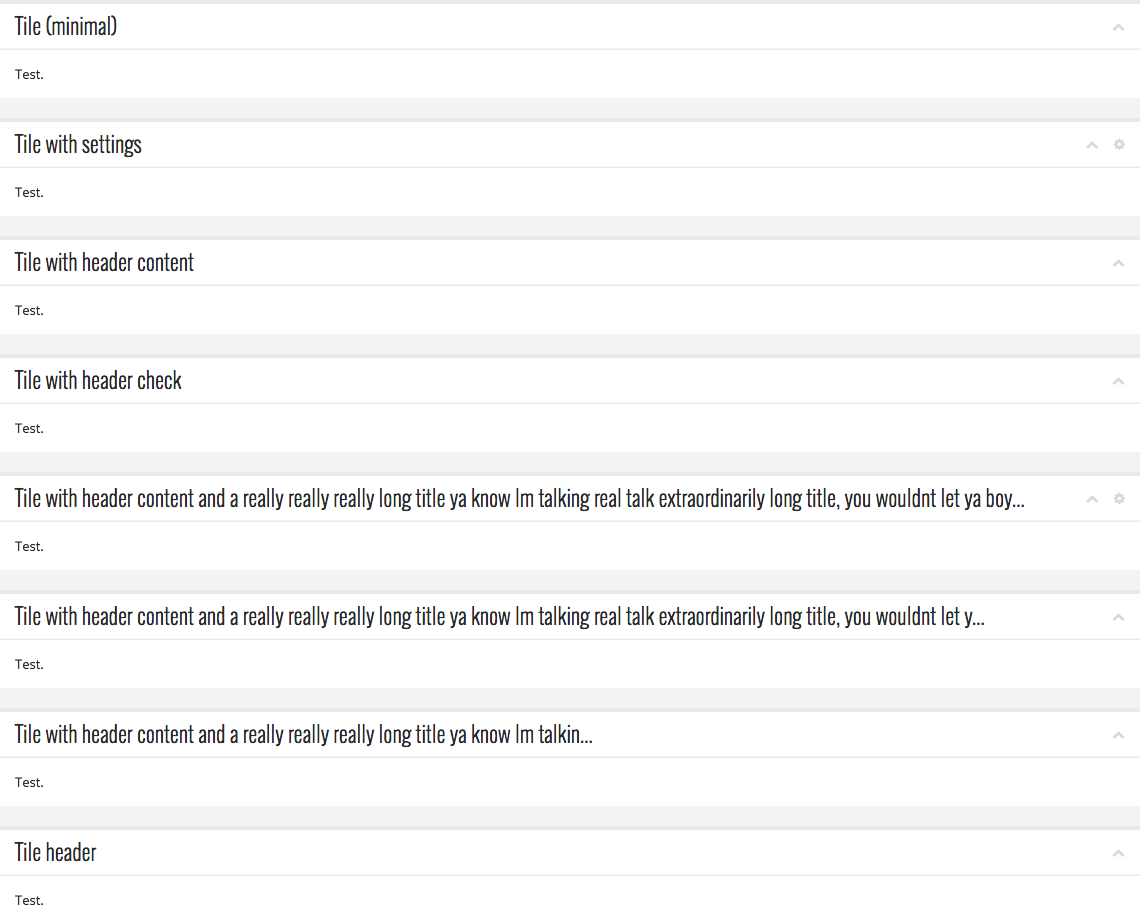 Tile (minimal)
Test.
Tile with settings
Test.
Tile with header content
Test.
Tile with header check
Test.
Tile with header content and a really really really long title ya know Im talking real talk extraordinarily long title, you wouldnt let ya boy...
Test.
Tile with header content and a really really really long title ya know Im talking real talk extraordinarily long title, you wouldnt let y...
Test.
Tile with header content and a really really really long title ya know Im talkin...
Test.
Tile header
Test.